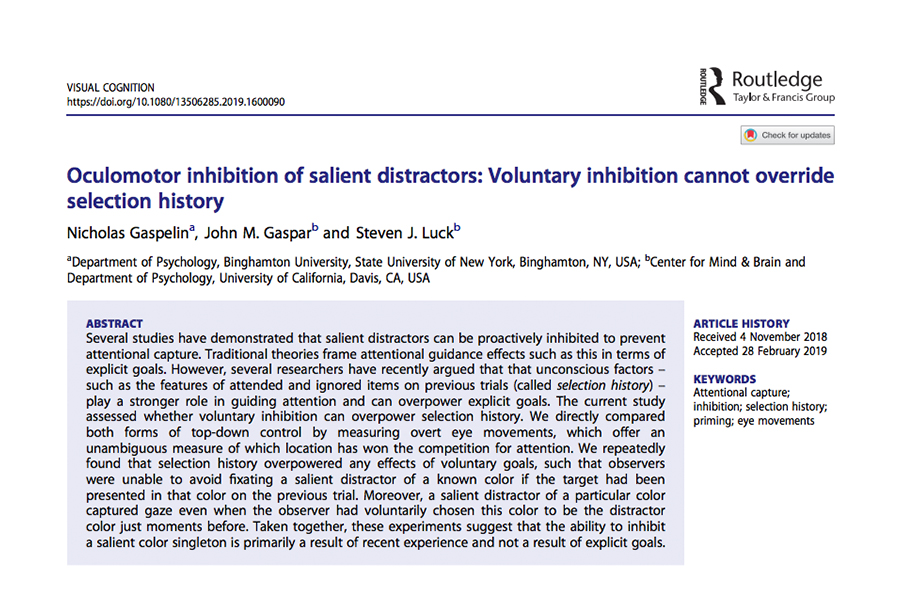 VISUAL COGNITION
https://doi.org/10.1080/13506285.2019.1600090
ROUTLEDGE
Routledge
Taylor & Francis Group
Check for updates
Oculomotor inhibition of salient distractors: Voluntary inhibition cannot override
selection history
Nicholas Gaspelinᵃ, John M. Gasparᵇ and Steven J. Luckᵇ
ᵃDepartment of Psychology, Binghamton University, State University of New York, Binghamton, NY, USA; ᵇCenter for Mind & Brain and
Department of Psychology, University of California, Davis, CA, USA
ABSTRACT
Several studies have demonstrated that salient distractors can be proactively inhibited to prevent
attentional capture. Traditional theories frame attentional guidance effects such as this in terms of
explicit goals. However, several researchers have recently argued that that unconscious factors –
such as the features of attended and ignored items on previous trials (called selection history) –
play a stronger role in guiding attention and can overpower explicit goals. The current study
assessed whether voluntary inhibition can overpower selection history. We directly compared
both forms of top-down control by measuring overt eye movements, which offer an
unambiguous measure of which location has won the competition for attention. We repeatedly
found that selection history overpowered any effects of voluntary goals, such that observers
were unable to avoid fixating a salient distractor of a known color if the target had been
presented in that color on the previous trial. Moreover, a salient distractor of a particular color
captured gaze even when the observer had voluntarily chosen this color to be the distractor
color just moments before. Taken together, these experiments suggest that the ability to inhibit
a salient color singleton is primarily a result of recent experience and not a result of explicit goals.
ARTICLE HISTORY
Received 4 November 2018
Accepted 28 February 2019
KEYWORDS
Attentional capture;
inhibition; selection history;
priming; eye movements